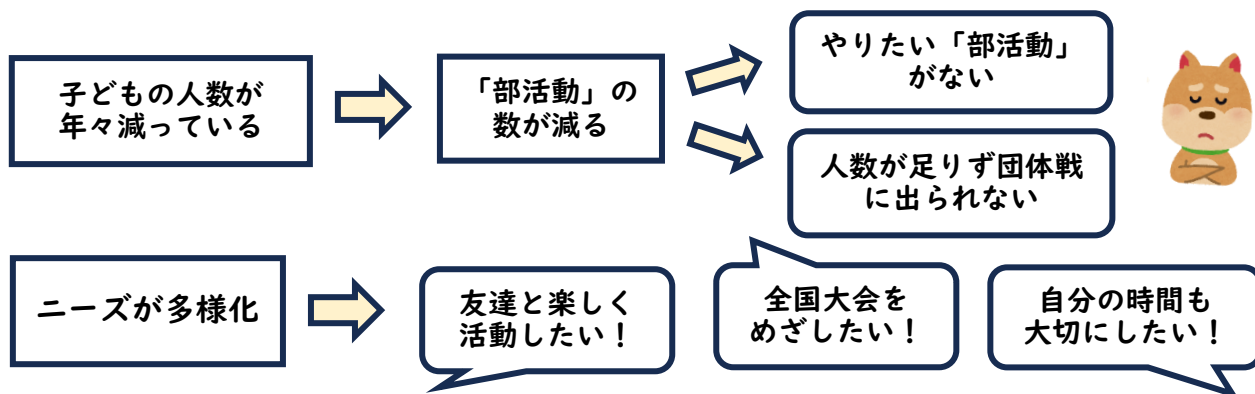 子どもの人数が
年々減っている
「部活動」の
数が減る
やりたい「部活動」
がない
人数が足りず団体戦
に出られない
ニーズが多様化
友達と楽しく
活動したい！
全国大会を
めざしたい！
自分の時間も
大切にしたい！